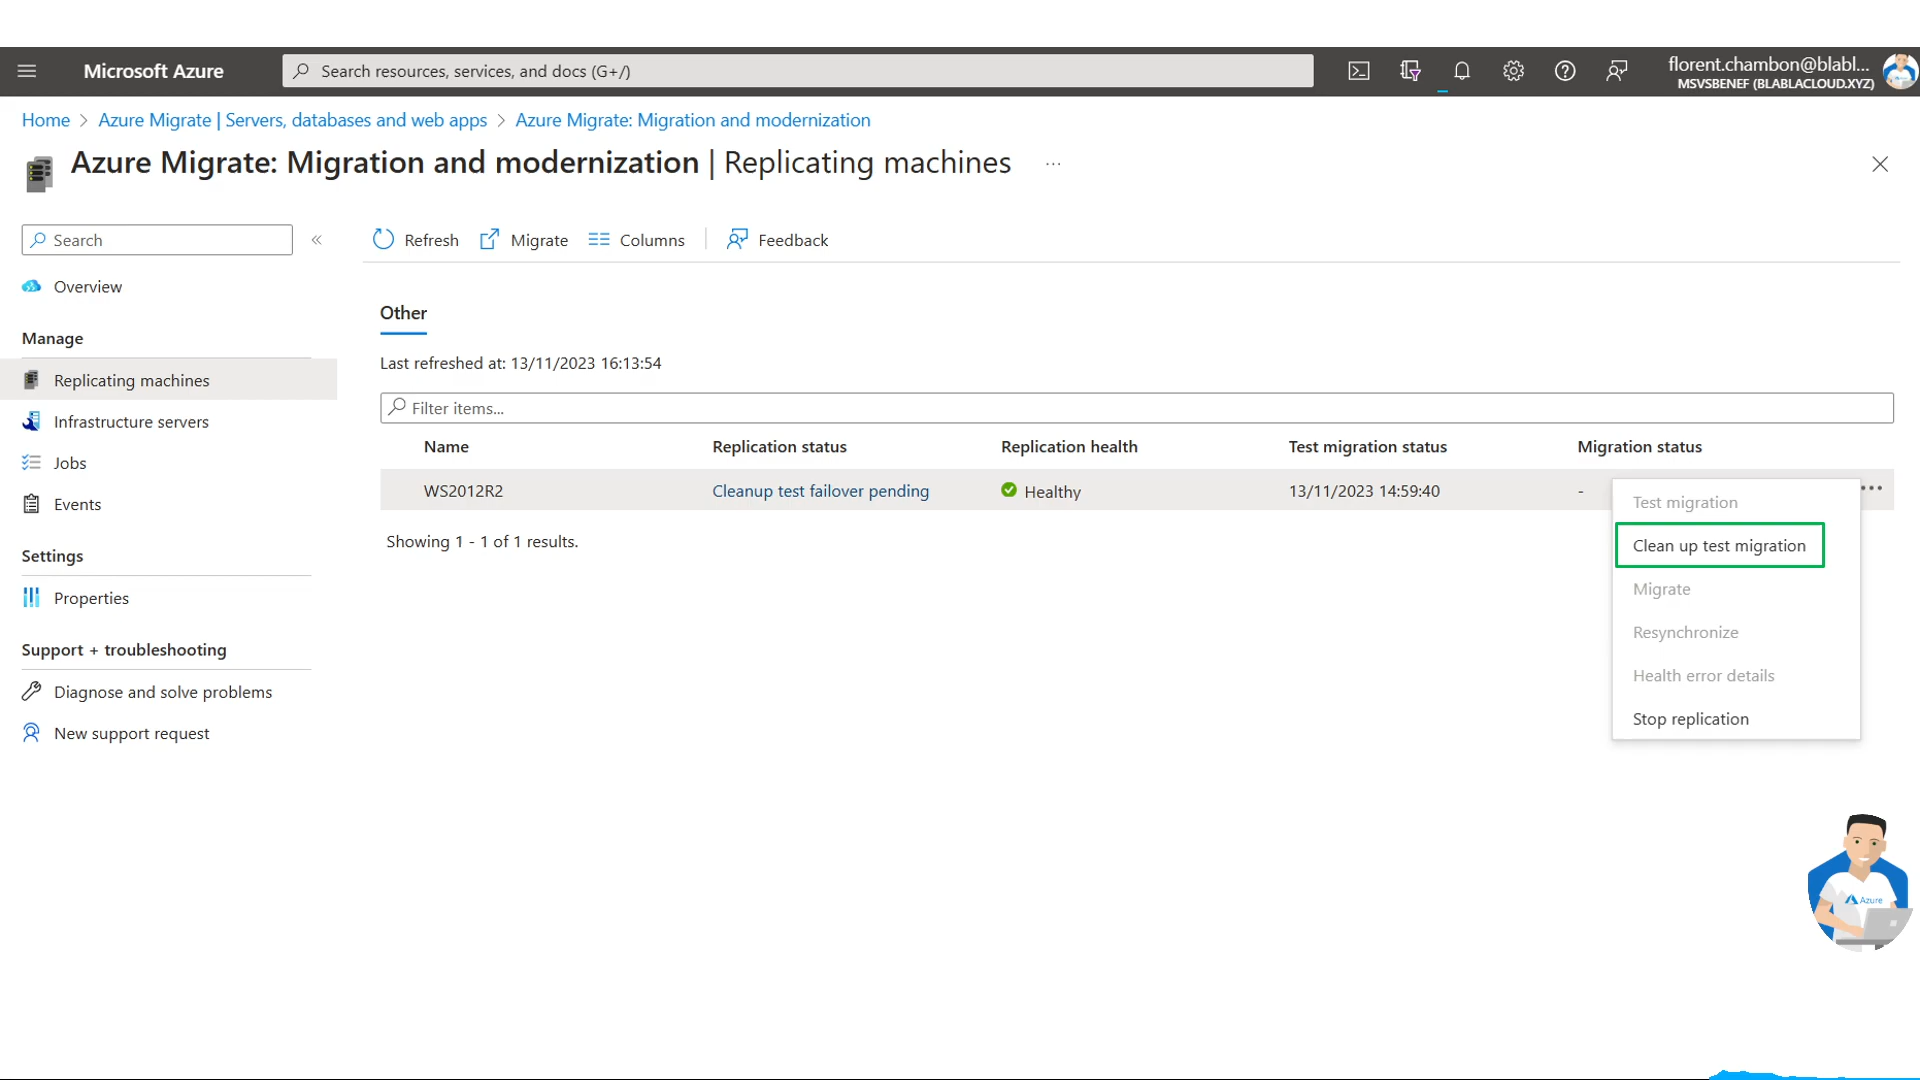 Microsoft Azure
Search resources, services, and docs (G+/)
florent.chambon@blabl...
MSVSBENEF (BLABLACLOUD.XYZ)
Home > Azure Migrate | Servers, databases and web apps > Azure Migrate: Migration and modernization
Azure Migrate: Migration and modernization | Replicating machines ...
Search
«
Refresh
Migrate
Columns
Feedback
Overview
Manage
Replicating machines
Infrastructure servers
Jobs
Events
Settings
Properties
Support + troubleshooting
Diagnose and solve problems
New support request
Other
Last refreshed at: 13/11/2023 16:13:54
Filter items...
Name Replication status Replication health Test migration status Migration status
WS2012R2 Cleanup test failover pending Healthy 13/11/2023 14:59:40 - ...
Showing 1 - 1 of 1 results.
Test migration
Clean up test migration
Migrate
Resynchronize
Health error details
Stop replication
Azure